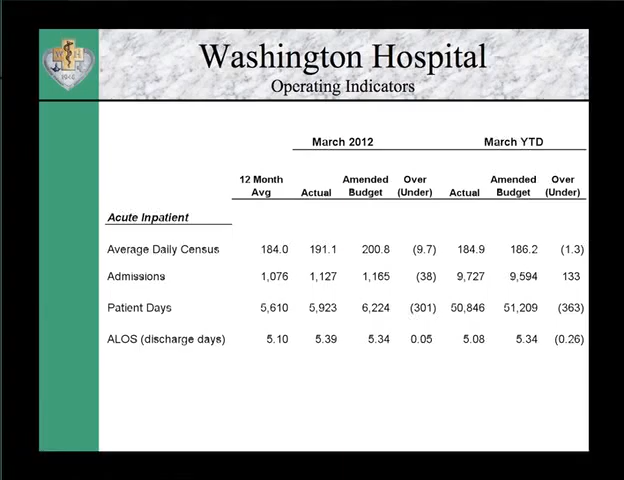 Washington Hospital
Operating Indicators
March 2012 March YTD
12 Month Avg Actual Amended Budget Over (Under) Actual Amended Budget Over (Under)
Acute Inpatient
Average Daily Census 184.0 191.1 200.8 (9.7) 184.9 186.2 (1.3)
Admissions 1,076 1,127 1,165 (38) 9,727 9,594 133
Patient Days 5,610 5,923 6,224 (301) 50,846 51,209 (363)
ALOS (discharge days) 5.10 5.39 5.34 0.05 5.08 5.34 (0.26)